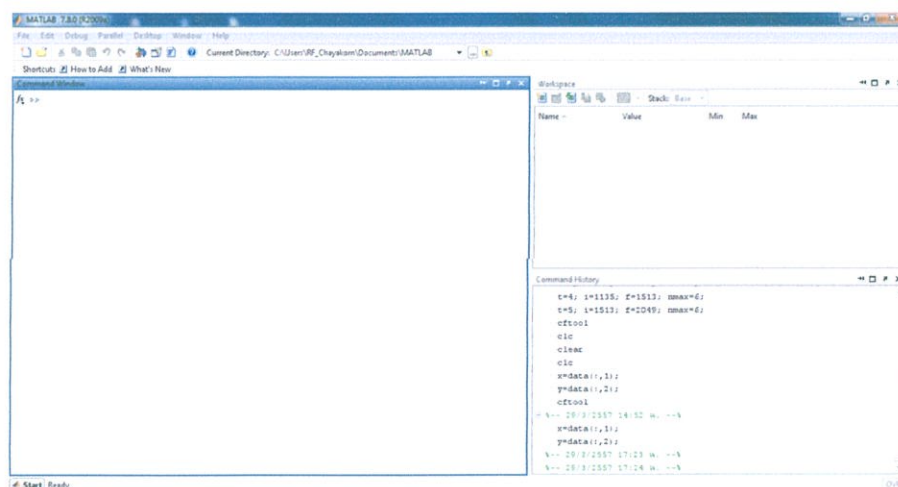 MATLAB 7.8.0 (R2009a)
File Edit Debug Parallel Desktop Window Help
Current Directory: C:\Users\RF_Chayakorn\Documents\MATLAB
Shortcuts How to Add What's New
Command Window
fx >>
Workspace
Stack: Base
Name Value Min Max
Command History
t=4; i=1135; f=1513; nmax=6;
t=5; i=1513; f=2049; nmax=6;
cftool
clc
clear
clc
x=data(:,1);
y=data(:,2);
cftool
%-- 28/3/2557 14:52 น. --%
x=data(:,1);
y=data(:,2);
%-- 28/3/2557 17:23 น. --%
%-- 28/3/2557 17:24 น. --%
Start Ready